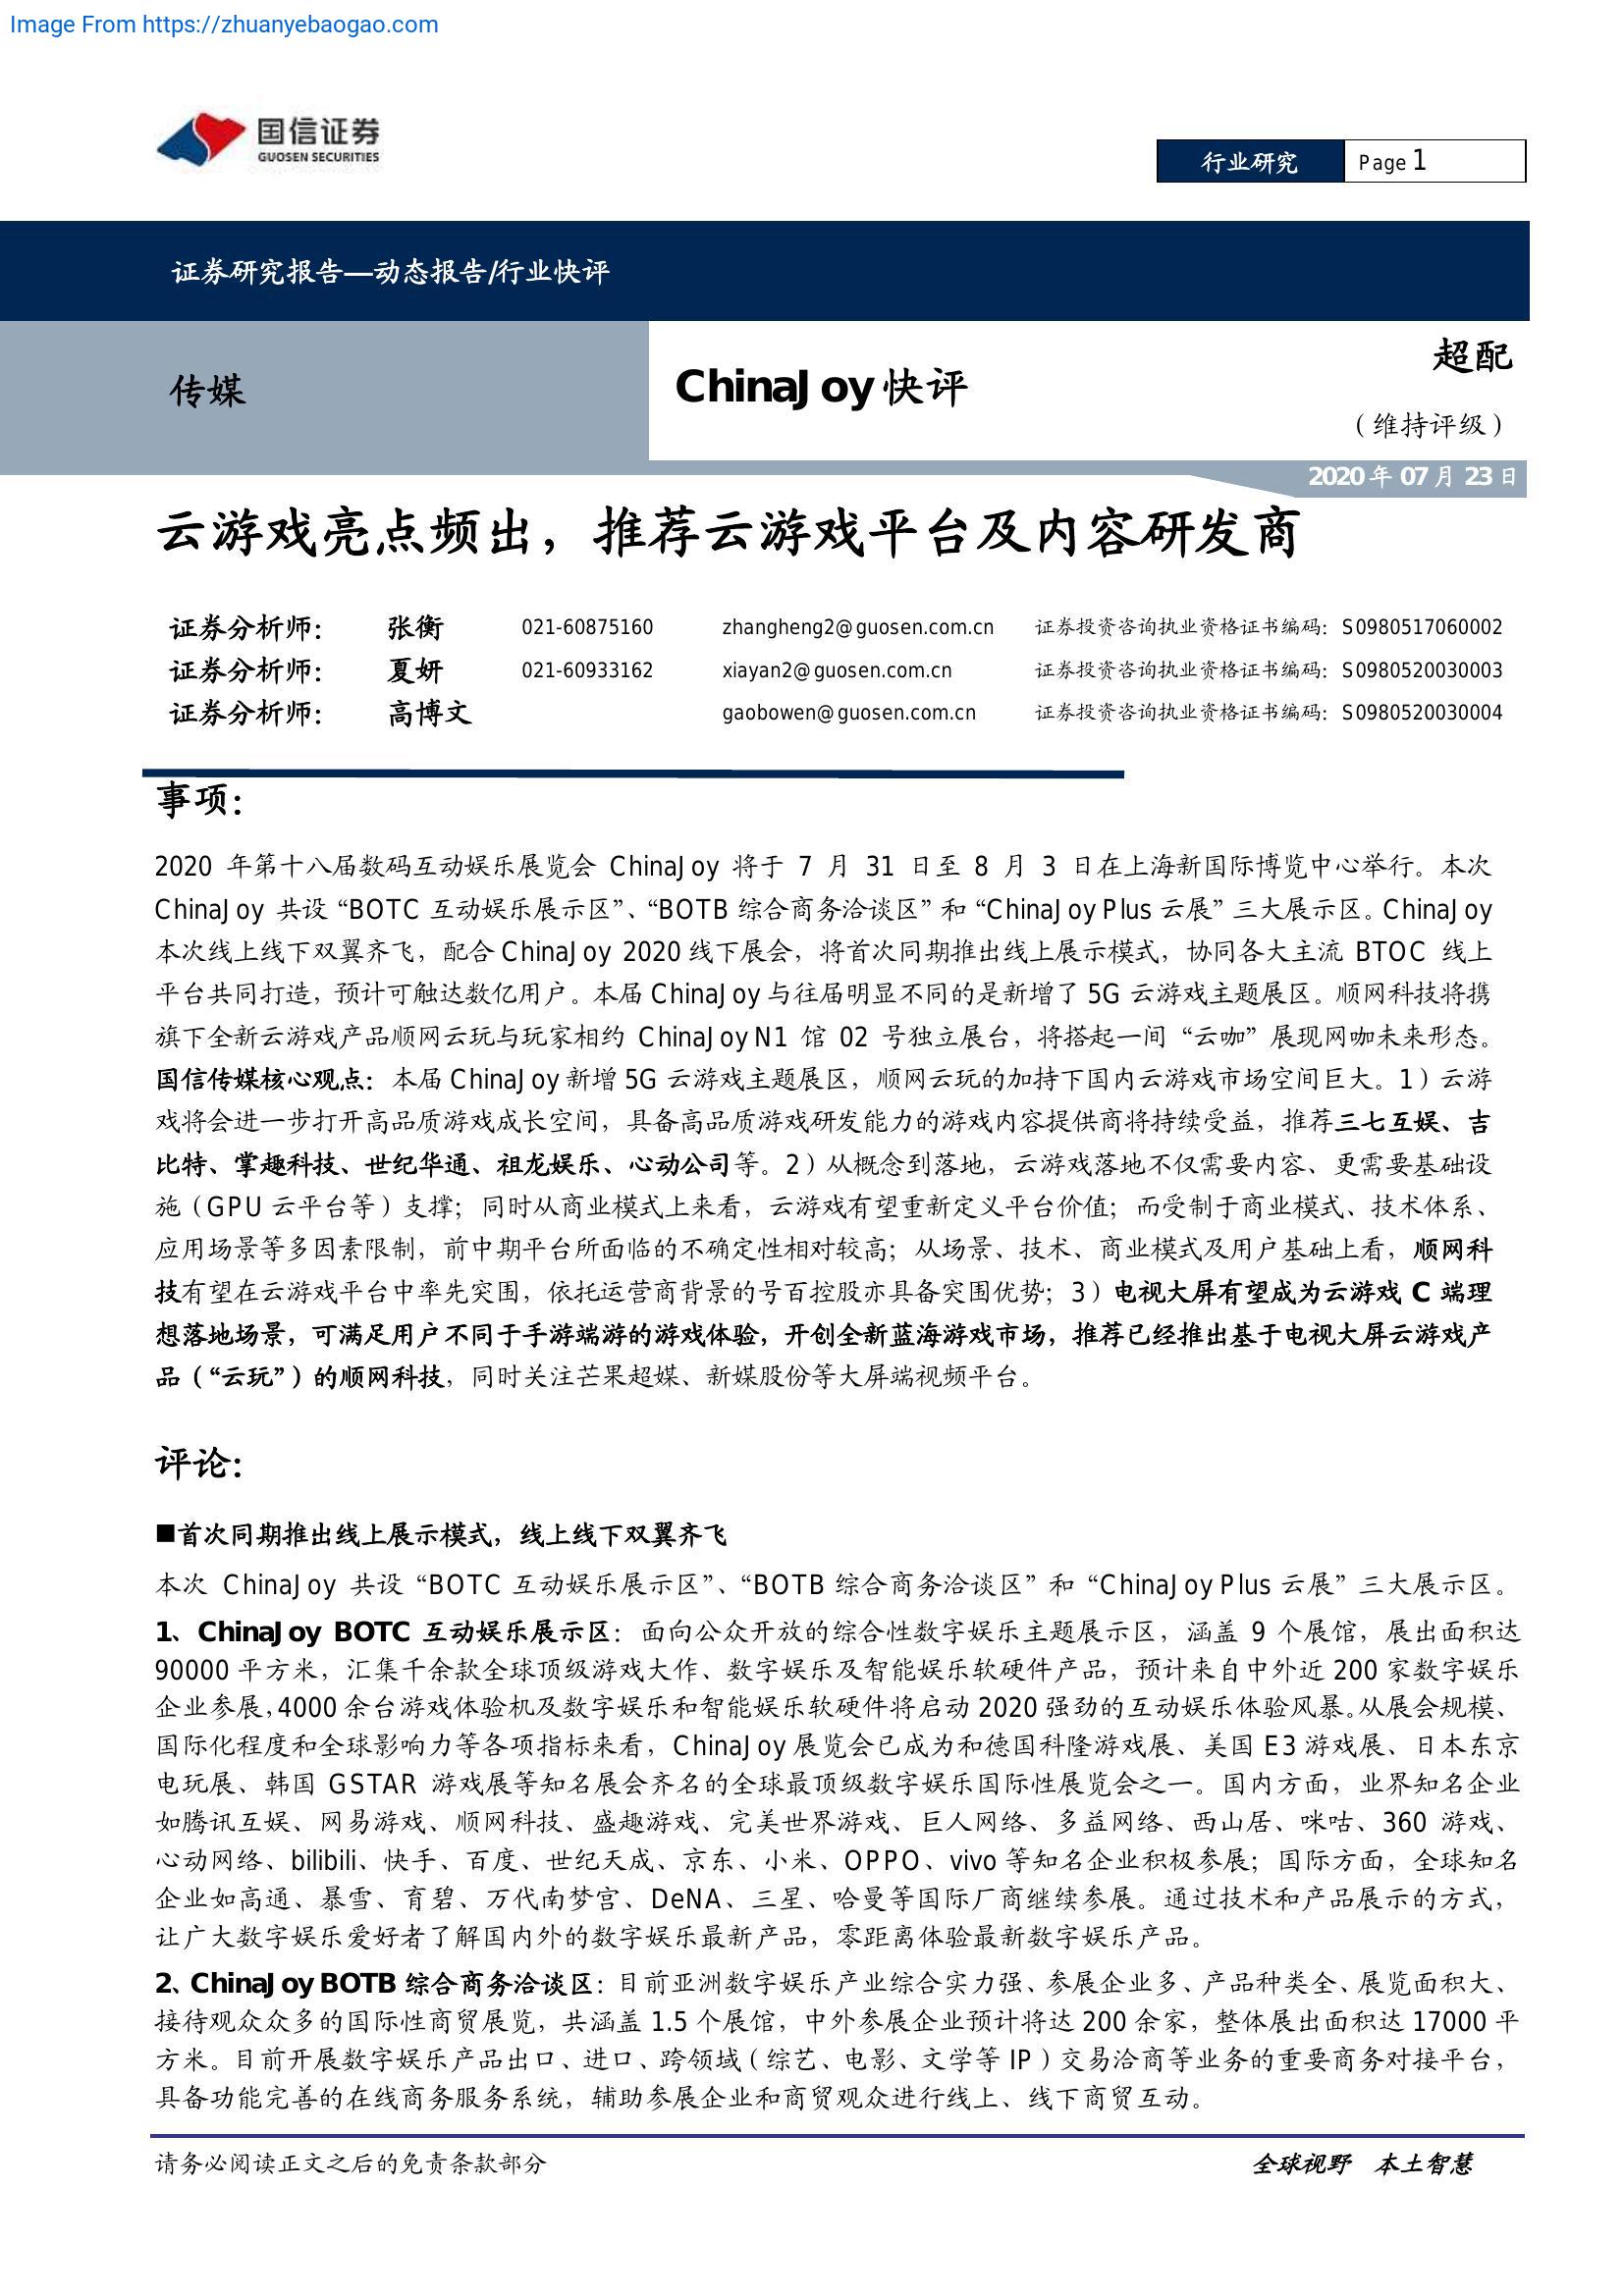 Image From https://zhuanyebaogao.com
国信证券
GUOSEN SECURITIES
行业研究
Page 1
证券研究报告—动态报告/行业快评
传媒
ChinaJoy 快评
超配
（维持评级）
2020 年 07 月 23 日
云游戏亮点频出，推荐云游戏平台及内容研发商
证券分析师： 张衡 021-60875160 zhangheng2@guosen.com.cn 证券投资咨询执业资格证书编码：S0980517060002
证券分析师： 夏妍 021-60933162 xiayan2@guosen.com.cn 证券投资咨询执业资格证书编码：S0980520030003
证券分析师： 高博文 gaobowen@guosen.com.cn 证券投资咨询执业资格证书编码：S0980520030004
事项：
2020 年第十八届数码互动娱乐展览会 ChinaJoy 将于 7 月 31 日至 8 月 3 日在上海新国际博览中心举行。本次
ChinaJoy 共设 “BOTC 互动娱乐展示区”、“BOTB 综合商务洽谈区” 和 “ChinaJoy Plus 云展” 三大展示区。ChinaJoy
本次线上线下双翼齐飞，配合 ChinaJoy 2020 线下展会，将首次同期推出线上展示模式，协同各大主流 BTOC 线上
平台共同打造，预计可触达数亿用户。本届 ChinaJoy 与往届明显不同的是新增了 5G 云游戏主题展区。顺网科技将携
旗下全新云游戏产品顺网云玩与玩家相约 ChinaJoy N1 馆 02 号独立展台，将搭起一间 “云咖” 展现网咖未来形态。
国信传媒核心观点：本届 ChinaJoy 新增 5G 云游戏主题展区，顺网云玩的加持下国内云游戏市场空间巨大。1）云游
戏将会进一步打开高品质游戏成长空间，具备高品质游戏研发能力的游戏内容提供商将持续受益，推荐三七互娱、吉
比特、掌趣科技、世纪华通、祖龙娱乐、心动公司等。2）从概念到落地，云游戏落地不仅需要内容、更需要基础设
施（GPU 云平台等）支撑；同时从商业模式上来看，云游戏有望重新定义平台价值；而受制于商业模式、技术体系、
应用场景等多因素限制，前中期平台所面临的不确定性相对较高；从场景、技术、商业模式及用户基础上看，顺网科
技有望在云游戏平台中率先突围，依托运营商背景的号百控股亦具备突围优势；3）电视大屏有望成为云游戏 C 端理
想落地场景，可满足用户不同于手游端游的游戏体验，开创全新蓝海游戏市场，推荐已经推出基于电视大屏云游戏产
品（“云玩”）的顺网科技，同时关注芒果超媒、新媒股份等大屏端视频平台。
评论：
■首次同期推出线上展示模式，线上线下双翼齐飞
本次 ChinaJoy 共设 “BOTC 互动娱乐展示区”、“BOTB 综合商务洽谈区” 和 “ChinaJoy Plus 云展” 三大展示区。
1、ChinaJoy BOTC 互动娱乐展示区：面向公众开放的综合性数字娱乐主题展示区，涵盖 9 个展馆，展出面积达
90000 平方米，汇集千余款全球顶级游戏大作、数字娱乐及智能娱乐软硬件产品，预计来自中外近 200 家数字娱乐
企业参展，4000 余台游戏体验机及数字娱乐和智能娱乐软硬件将启动 2020 强劲的互动娱乐体验风暴。从展会规模、
国际化程度和全球影响力等各项指标来看，ChinaJoy 展览会已成为和德国科隆游戏展、美国 E3 游戏展、日本东京
电玩展、韩国 GSTAR 游戏展等知名展会齐名的全球最顶级数字娱乐国际性展览会之一。国内方面，业界知名企业
如腾讯互娱、网易游戏、顺网科技、盛趣游戏、完美世界游戏、巨人网络、多益网络、西山居、咪咕、360 游戏、
心动网络、bilibili、快手、百度、世纪天成、京东、小米、OPPO、vivo 等知名企业积极参展；国际方面，全球知名
企业如高通、暴雪、育碧、万代南梦宫、DeNA、三星、哈曼等国际厂商继续参展。通过技术和产品展示的方式，
让广大数字娱乐爱好者了解国内外的数字娱乐最新产品，零距离体验最新数字娱乐产品。
2、ChinaJoy BOTB 综合商务洽谈区：目前亚洲数字娱乐产业综合实力强、参展企业多、产品种类全、展览面积大、
接待观众众多的国际性商贸展览，共涵盖 1.5 个展馆，中外参展企业预计将达 200 余家，整体展出面积达 17000 平
方米。目前开展数字娱乐产品出口、进口、跨领域（综艺、电影、文学等 IP）交易洽商等业务的重要商务对接平台，
具备功能完善的在线商务服务系统，辅助参展企业和商贸观众进行线上、线下商贸互动。
请务必阅读正文之后的免责条款部分
全球视野 本土智慧